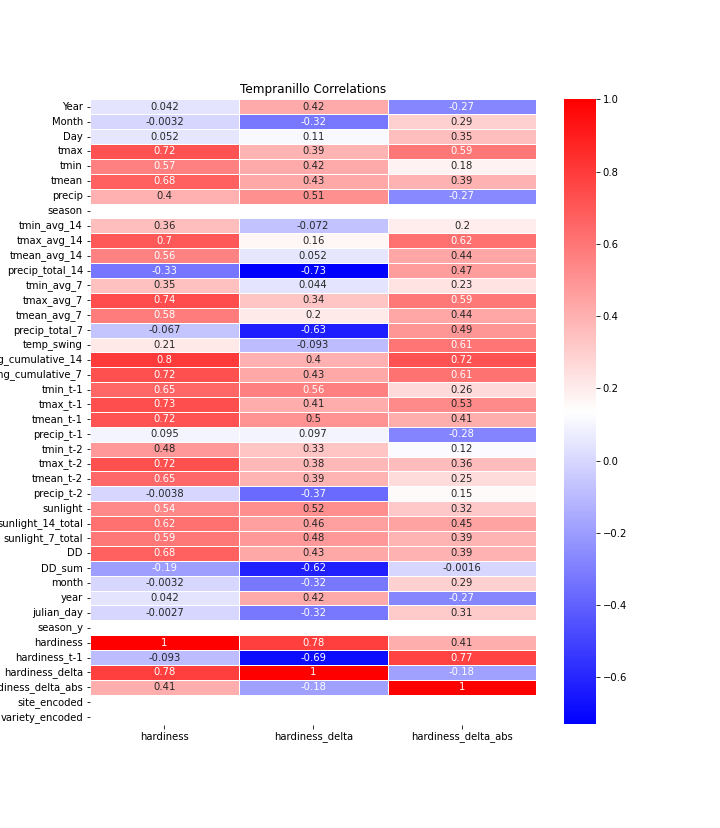 Tempranillo Correlations
Year 0.042 0.42 -0.27
Month -0.0032 -0.32 0.29
Day 0.052 0.11 0.35
tmax 0.72 0.39 0.59
tmin 0.57 0.42 0.18
tmean 0.68 0.43 0.39
precip 0.4 0.51 -0.27
season
tmin_avg_14 0.36 -0.072 0.2
tmax_avg_14 0.7 0.16 0.62
tmean_avg_14 0.56 0.052 0.44
precip_total_14 -0.33 -0.73 0.47
tmin_avg_7 0.35 0.044 0.23
tmax_avg_7 0.74 0.34 0.59
tmean_avg_7 0.58 0.2 0.44
precip_total_7 -0.067 -0.63 0.49
temp_swing 0.21 -0.093 0.61
g_cumulative_14 0.8 0.4 0.72
ng_cumulative_7 0.72 0.43 0.61
tmin_t-1 0.65 0.56 0.26
tmax_t-1 0.73 0.41 0.53
tmean_t-1 0.72 0.5 0.41
precip_t-1 0.095 0.097 -0.28
tmin_t-2 0.48 0.33 0.12
tmax_t-2 0.72 0.38 0.36
tmean_t-2 0.65 0.39 0.25
precip_t-2 -0.0038 -0.37 0.15
sunlight 0.54 0.52 0.32
sunlight_14_total 0.62 0.46 0.45
sunlight_7_total 0.59 0.48 0.39
DD 0.68 0.43 0.39
DD_sum -0.19 -0.62 -0.0016
month -0.0032 -0.32 0.29
year 0.042 0.42 -0.27
julian_day -0.0027 -0.32 0.31
season_y
hardiness 1 0.78 0.41
hardiness_t-1 -0.093 -0.69 0.77
hardiness_delta 0.78 1 -0.18
diness_delta_abs 0.41 -0.18 1
site_encoded
variety_encoded
hardiness hardiness_delta hardiness_delta_abs
1.0
0.8
0.6
0.4
0.2
0.0
−0.2
−0.4
−0.6